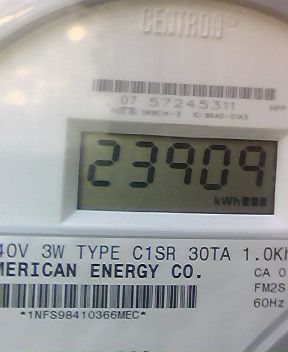 CENTRON
07 57245311
23909
kWh
40V 3W TYPE C1SR 30TA 1.0Kh
MERICAN ENERGY CO.
CA 0
FM2S
*1NFS98410366MEC*
60Hz